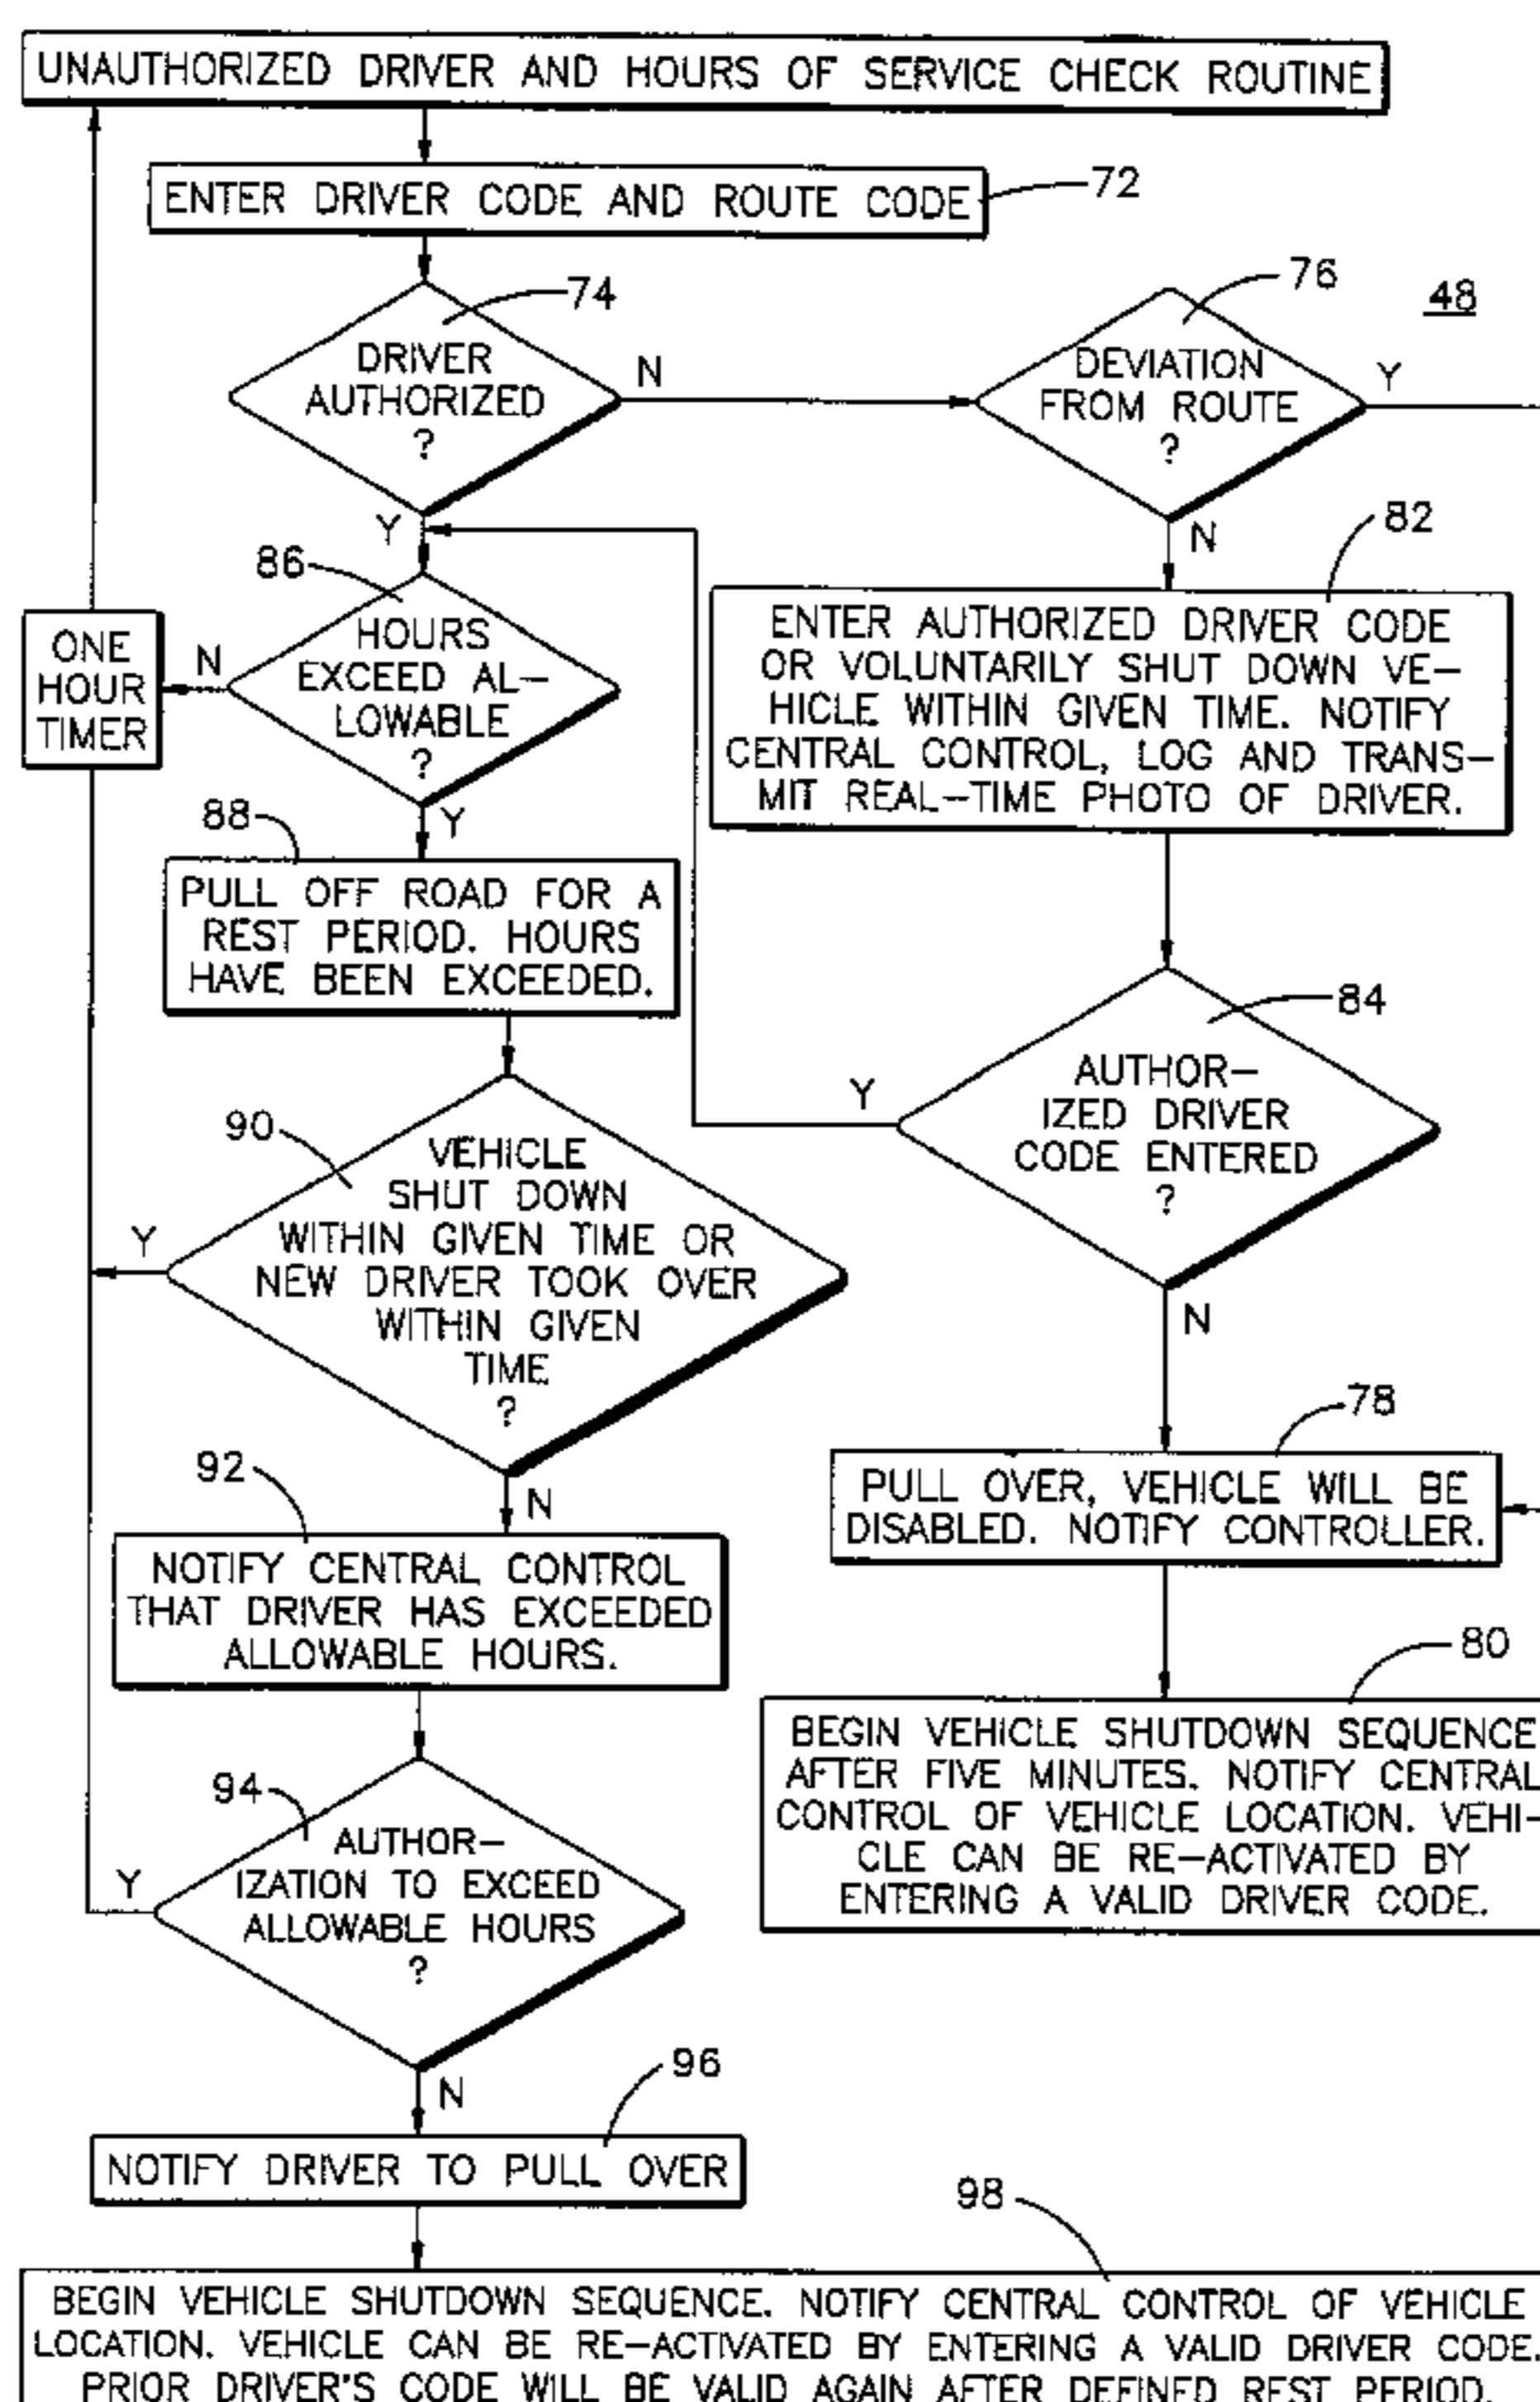 UNAUTHORIZED DRIVER AND HOURS OF SERVICE CHECK ROUTINE
ENTER DRIVER CODE AND ROUTE CODE
72
74
DRIVER
AUTHORIZED
?
N
Y
76
48
DEVIATION
FROM ROUTE
?
Y
N
82
ENTER AUTHORIZED DRIVER CODE
OR VOLUNTARILY SHUT DOWN VE-
HICLE WITHIN GIVEN TIME. NOTIFY
CENTRAL CONTROL, LOG AND TRANS-
MIT REAL-TIME PHOTO OF DRIVER.
86
HOURS
EXCEED AL-
LOWABLE
?
N
Y
ONE
HOUR
TIMER
88
PULL OFF ROAD FOR A
REST PERIOD. HOURS
HAVE BEEN EXCEEDED.
84
AUTHOR-
IZED DRIVER
CODE ENTERED
?
Y
N
90
VEHICLE
SHUT DOWN
WITHIN GIVEN TIME OR
NEW DRIVER TOOK OVER
WITHIN GIVEN
TIME
?
Y
N
78
PULL OVER, VEHICLE WILL BE
DISABLED. NOTIFY CONTROLLER.
92
NOTIFY CENTRAL CONTROL
THAT DRIVER HAS EXCEEDED
ALLOWABLE HOURS.
80
BEGIN VEHICLE SHUTDOWN SEQUENCE
AFTER FIVE MINUTES. NOTIFY CENTRAL
CONTROL OF VEHICLE LOCATION. VEHI-
CLE CAN BE RE-ACTIVATED BY
ENTERING A VALID DRIVER CODE.
94
AUTHOR-
IZATION TO EXCEED
ALLOWABLE HOURS
?
Y
N
96
NOTIFY DRIVER TO PULL OVER
98
BEGIN VEHICLE SHUTDOWN SEQUENCE. NOTIFY CENTRAL CONTROL OF VEHICLE
LOCATION. VEHICLE CAN BE RE-ACTIVATED BY ENTERING A VALID DRIVER CODE.
PRIOR DRIVER'S CODE WILL BE VALID AGAIN AFTER DEFINED REST PERIOD.